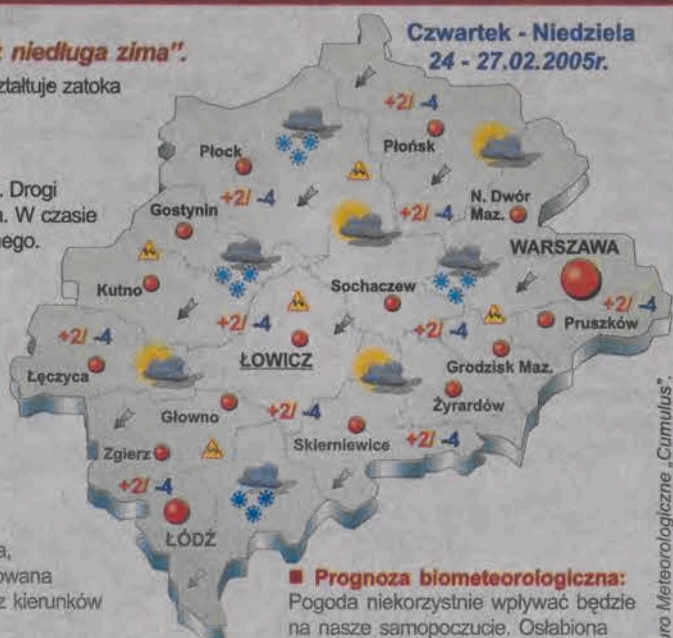 ż niedługa zima”.
ształtuje zatoka
. Drogi
a. W czasie
nego.
a,
owana
z kierunków
Czwartek - Niedziela
24 - 27.02.2005r.
+2/ -4
Płock
Płońsk
+2/ -4
+2/ -4
N. Dwór
Maz.
Gostynin
WARSZAWA
Kutno
Sochaczew
+2/ -4
Pruszków
+2/ -4
+2/ -4
+2/ -4
ŁOWICZ
Grodzisk Maz.
Łęczyca
Żyrardów
Głowno
+2/ -4
Skierniewice
+2/ -4
Zgierz
+2/ -4
ŁÓDŹ
■ Prognoza biometeorologiczna:
Pogoda niekorzystnie wpływać będzie
na nasze samopoczucie. Osłabiona
uro Meteorologiczne „Cumulus”.